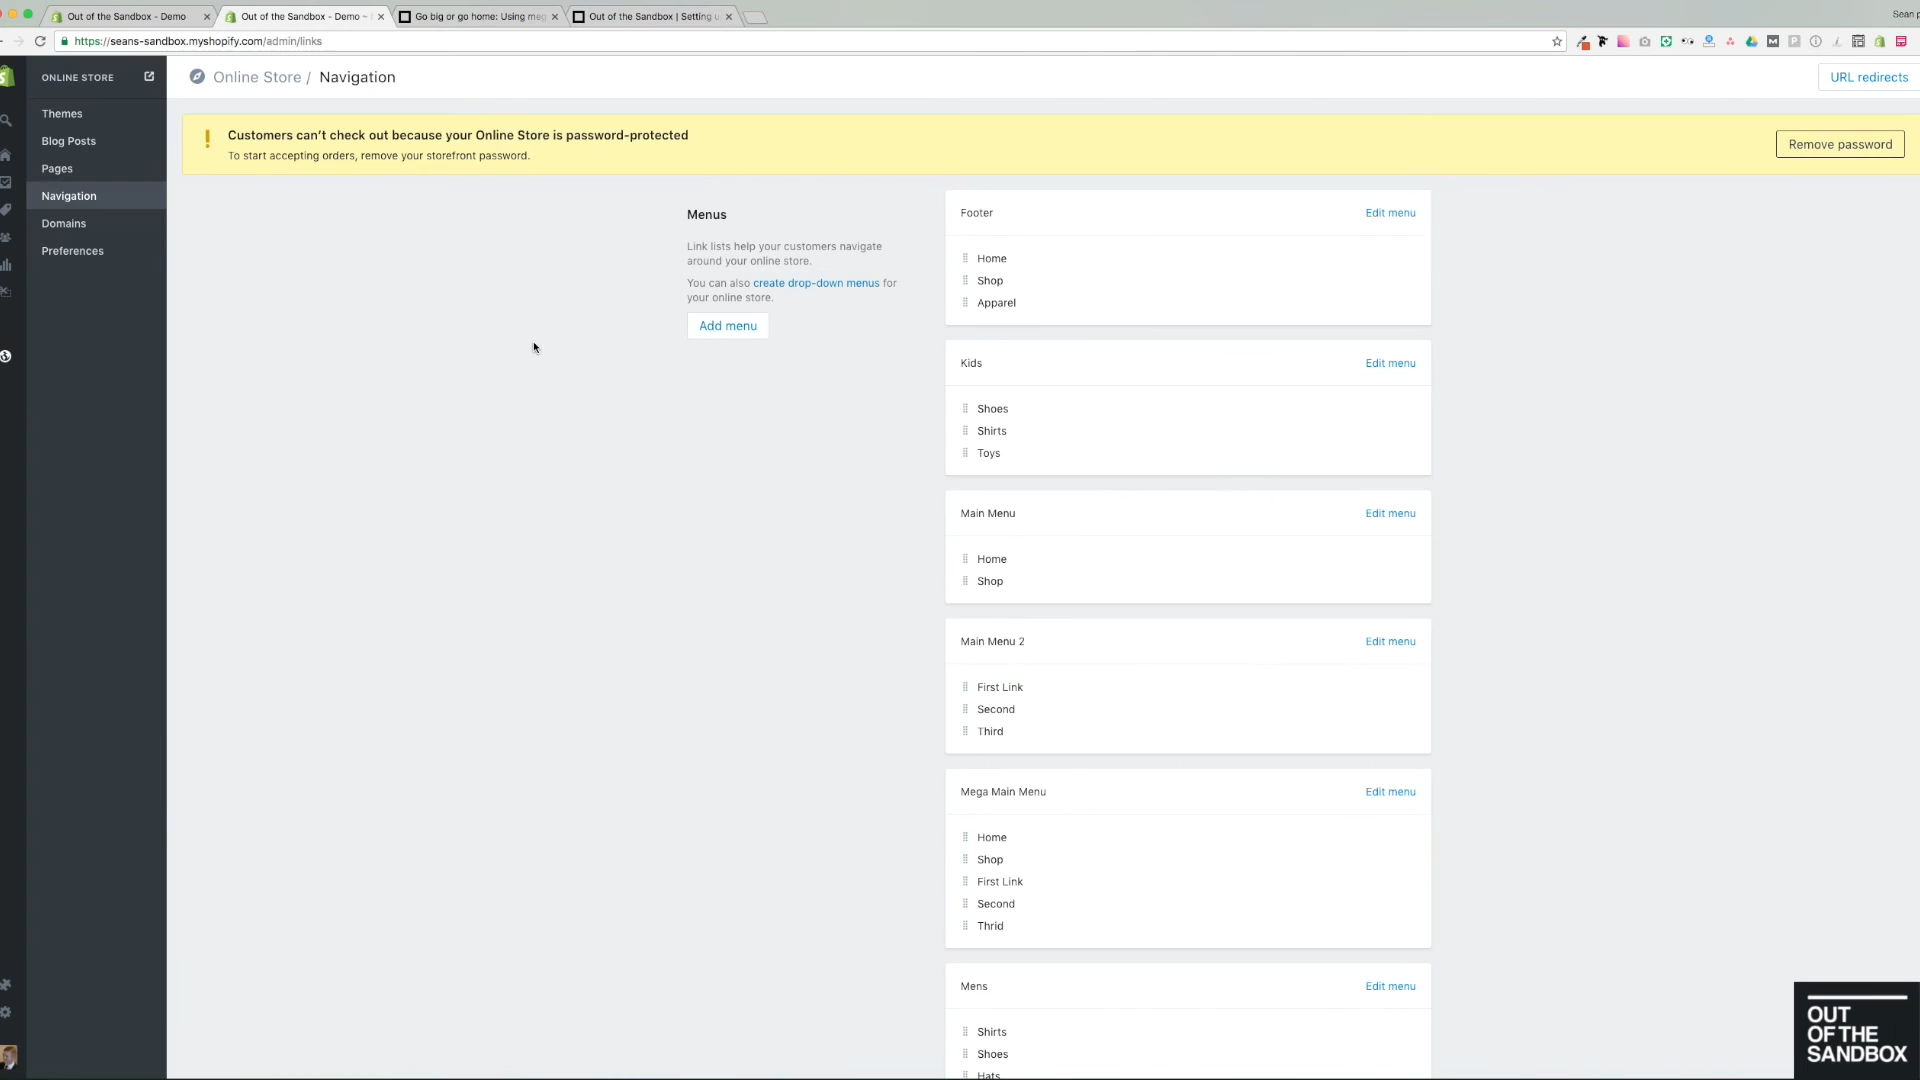 Out of the Sandbox - Demo
Out of the Sandbox - Demo ~
Go big or go home: Using meg
Out of the Sandbox | Setting u
Sean p
https://seans-sandbox.myshopify.com/admin/links
ONLINE STORE
Themes
Blog Posts
Pages
Navigation
Domains
Preferences
Online Store / Navigation
URL redirects
Customers can't check out because your Online Store is password-protected
To start accepting orders, remove your storefront password.
Remove password
Menus
Link lists help your customers navigate
around your online store.
You can also create drop-down menus for
your online store.
Add menu
Footer
Edit menu
Home
Shop
Apparel
Kids
Edit menu
Shoes
Shirts
Toys
Main Menu
Edit menu
Home
Shop
Main Menu 2
Edit menu
First Link
Second
Third
Mega Main Menu
Edit menu
Home
Shop
First Link
Second
Thrid
Mens
Edit menu
Shirts
Shoes
Hats
OUT
OF THE
SANDBOX